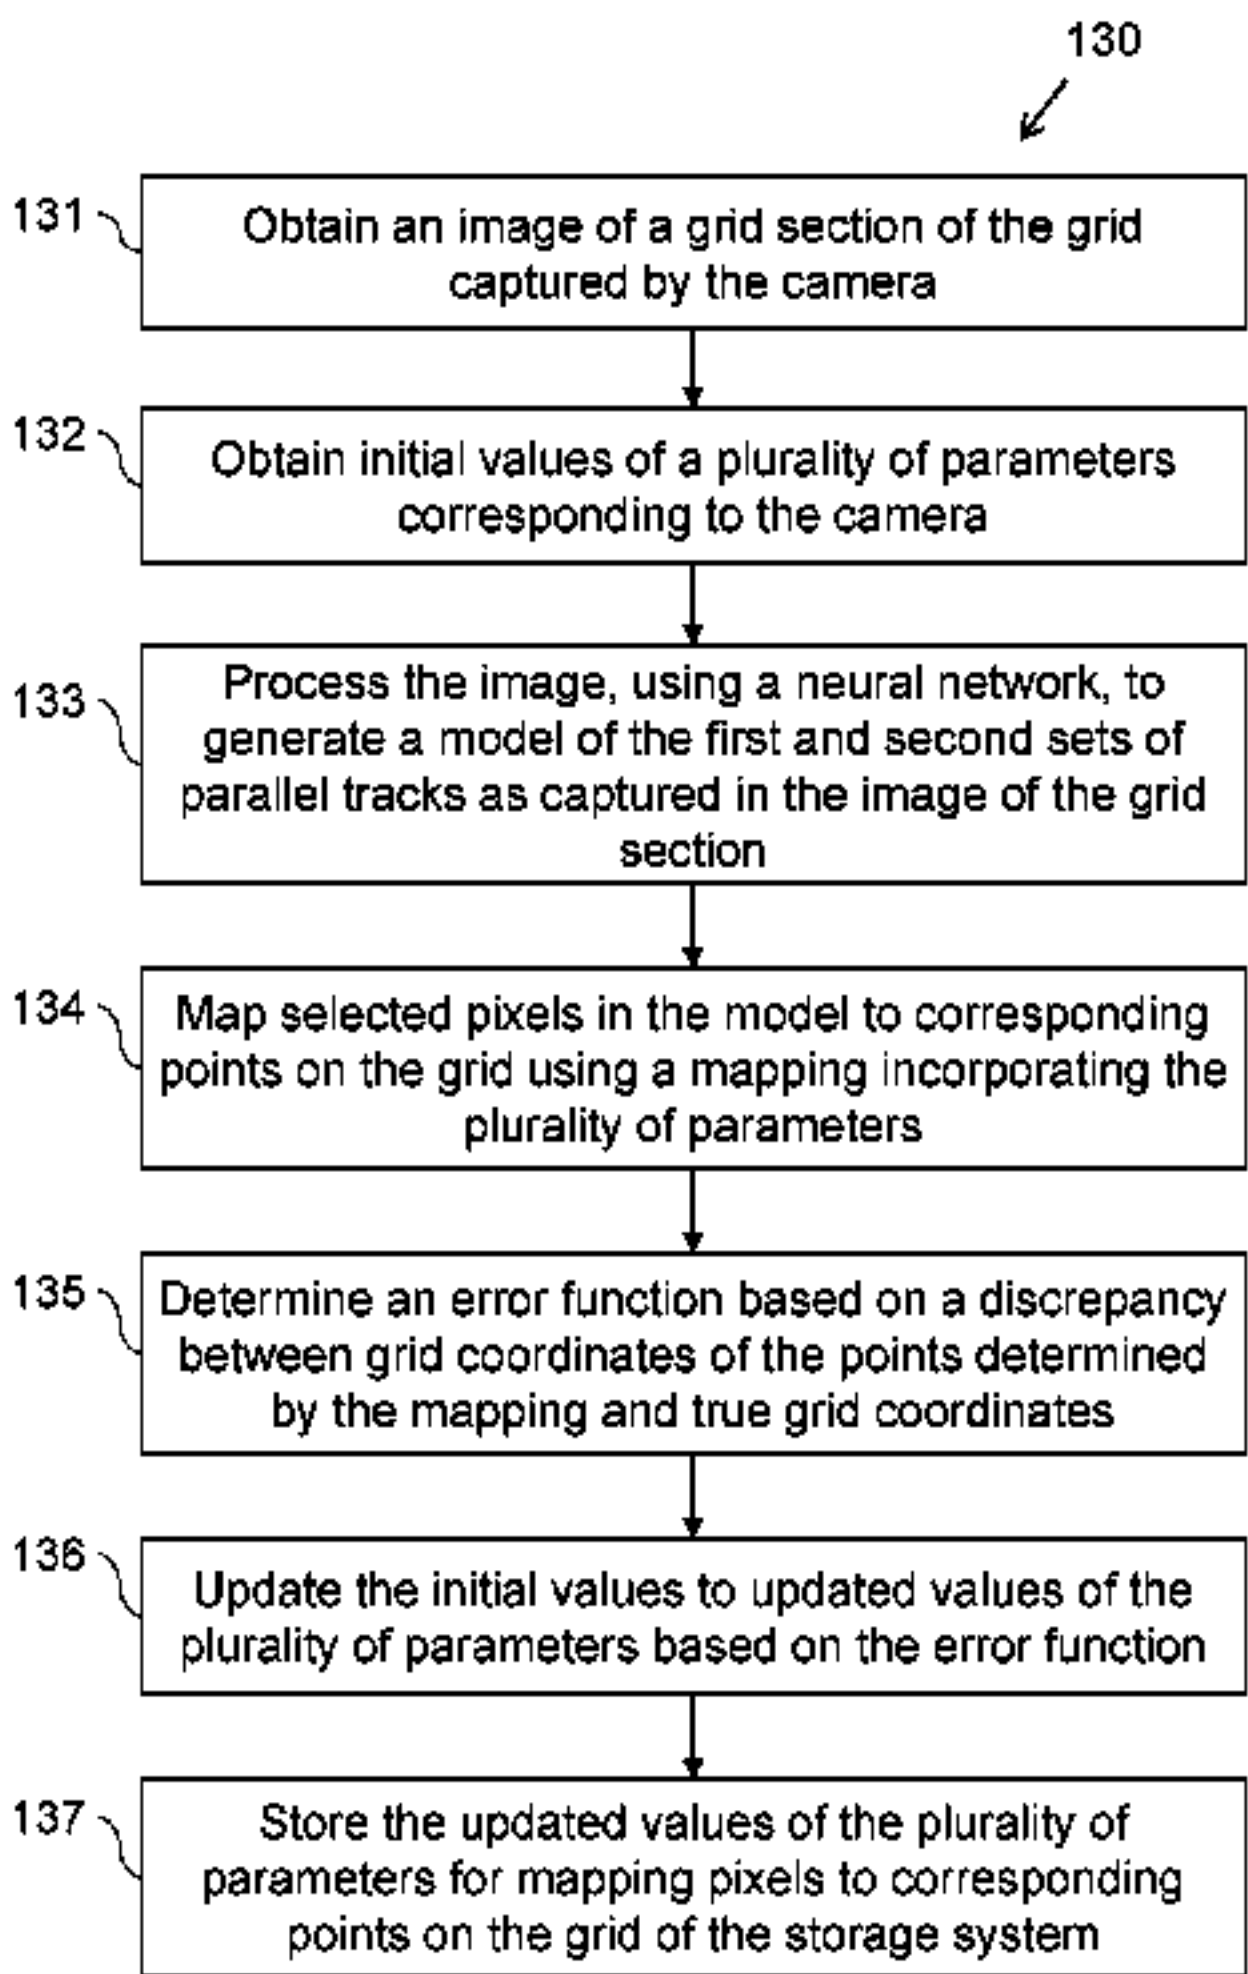 130
131
Obtain an image of a grid section of the grid
captured by the camera
132
Obtain initial values of a plurality of parameters
corresponding to the camera
133
Process the image, using a neural network, to
generate a model of the first and second sets of
parallel tracks as captured in the image of the grid
section
134
Map selected pixels in the model to corresponding
points on the grid using a mapping incorporating the
plurality of parameters
135
Determine an error function based on a discrepancy
between grid coordinates of the points determined
by the mapping and true grid coordinates
136
Update the initial values to updated values of the
plurality of parameters based on the error function
137
Store the updated values of the plurality of
parameters for mapping pixels to corresponding
points on the grid of the storage system